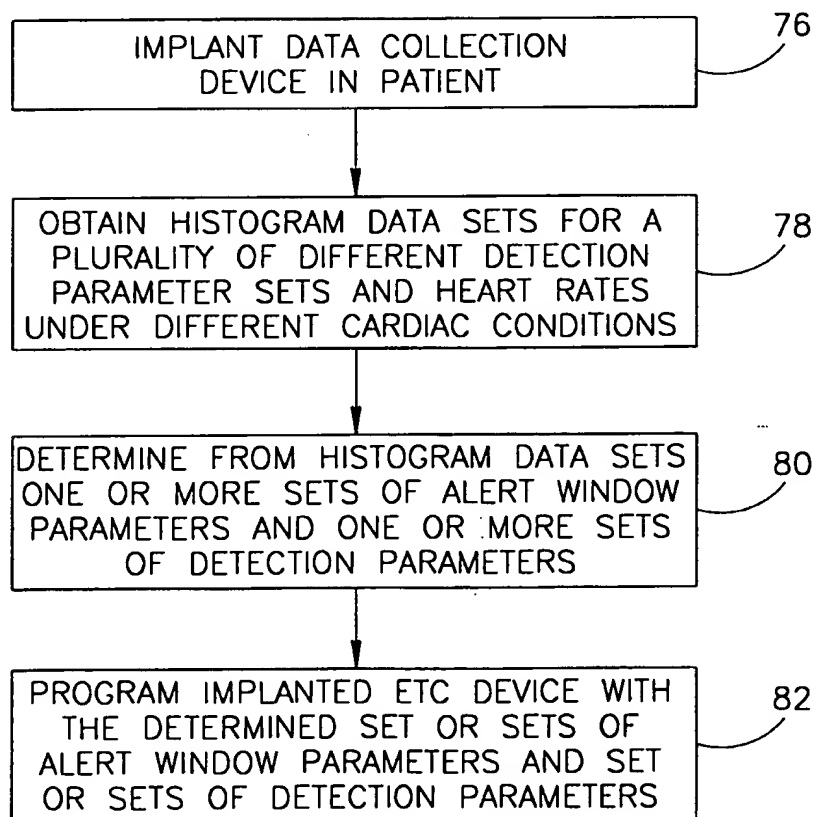 IMPLANT DATA COLLECTION
DEVICE IN PATIENT
76
OBTAIN HISTOGRAM DATA SETS FOR A
PLURALITY OF DIFFERENT DETECTION
PARAMETER SETS AND HEART RATES
UNDER DIFFERENT CARDIAC CONDITIONS
78
DETERMINE FROM HISTOGRAM DATA SETS
ONE OR MORE SETS OF ALERT WINDOW
PARAMETERS AND ONE OR MORE SETS
OF DETECTION PARAMETERS
80
PROGRAM IMPLANTED ETC DEVICE WITH
THE DETERMINED SET OR SETS OF
ALERT WINDOW PARAMETERS AND SET
OR SETS OF DETECTION PARAMETERS
82